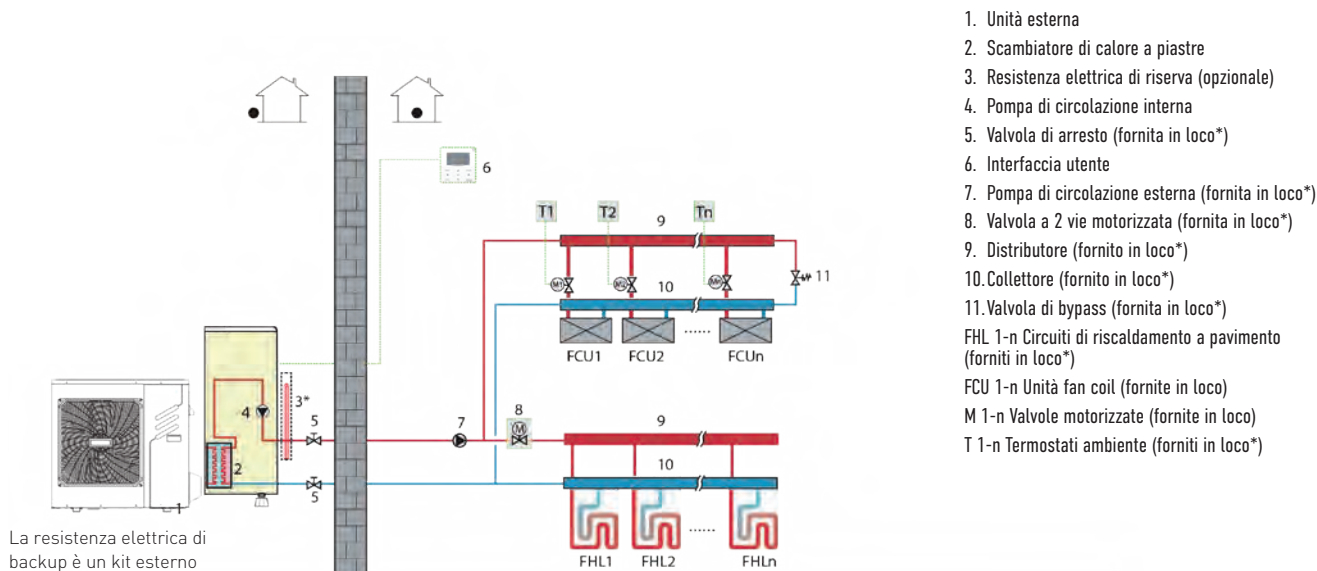 1. Unità esterna
2. Scambiatore di calore a piastre
3. Resistenza elettrica di riserva (opzionale)
4. Pompa di circolazione interna
5. Valvola di arresto (fornita in loco*)
6. Interfaccia utente
7. Pompa di circolazione esterna (fornita in loco*)
8. Valvola a 2 vie motorizzata (fornita in loco*)
9. Distributore (fornito in loco*)
10. Collettore (fornito in loco*)
11. Valvola di bypass (fornita in loco*)
FHL 1-n Circuiti di riscaldamento a pavimento
(forniti in loco*)
FCU 1-n Unità fan coil (fornite in loco)
M 1-n Valvole motorizzate (fornite in loco)
T 1-n Termostati ambiente (forniti in loco*)
6
T1 T2 Tn
9
M1 M2 Mn
11
10
FCU1 FCU2 ...... FCUn
4
3*
5
7
8
M
9
2
10
5
1
FHL1 FHL2 ...... FHLn
La resistenza elettrica di
backup è un kit esterno